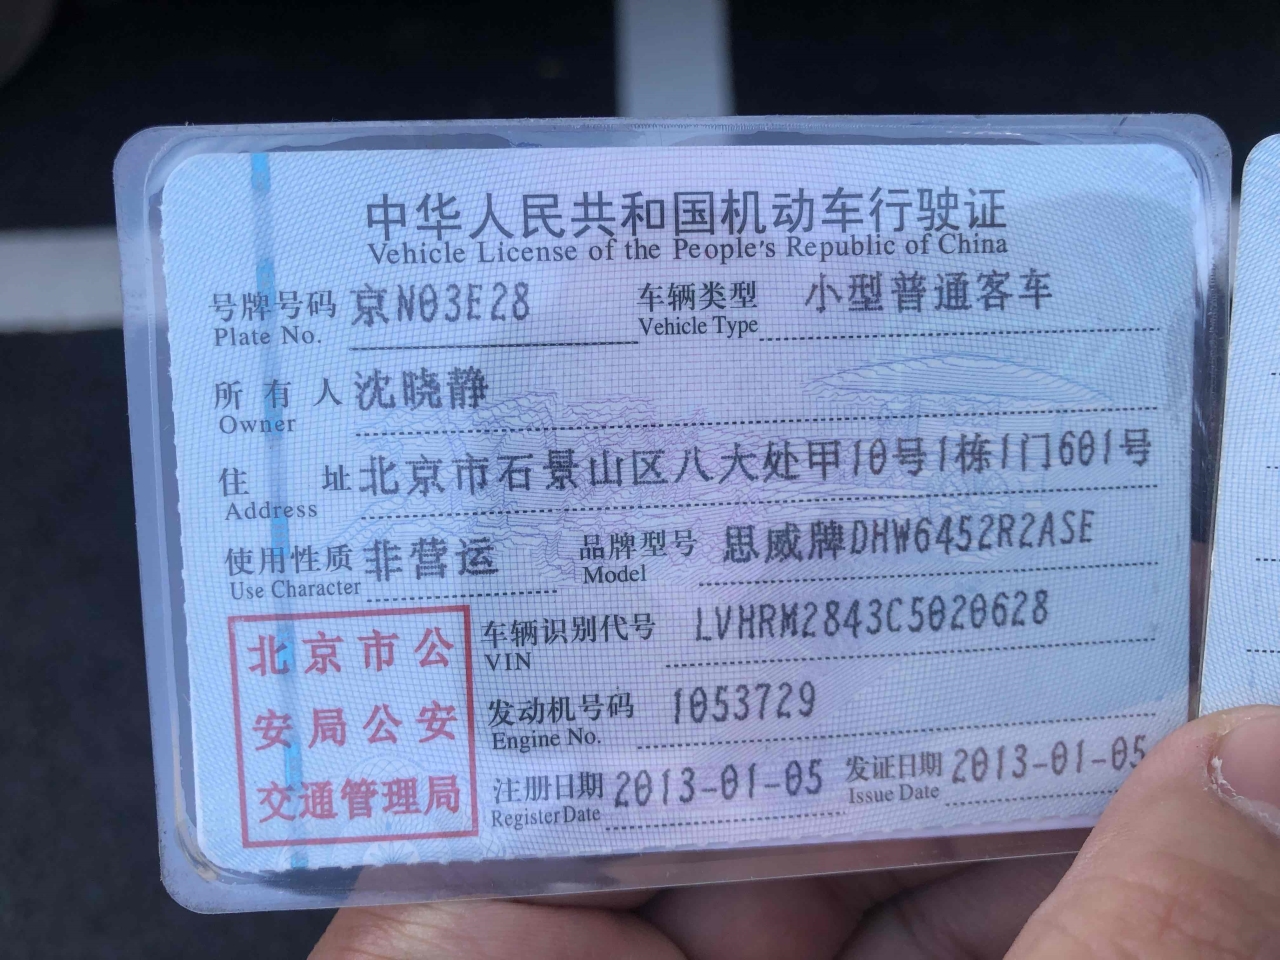 中华人民共和国机动车行驶证
Vehicle License of the People's Republic of China
号牌号码 京N03E28 车辆类型 小型普通客车
Plate No. Vehicle Type
所有人 沈晓静
Owner
住址 北京市石景山区八大处甲10号1栋1门601号
Address
使用性质 非营运 品牌型号 思威牌DHW6452R2ASE
Use Character Model
车辆识别代号 LVHRM2843C5020628
VIN
发动机号码 1053729
Engine No.
注册日期 2013-01-05 发证日期 2013-01-05
Register Date Issue Date
北京市公
安局公安
交通管理局